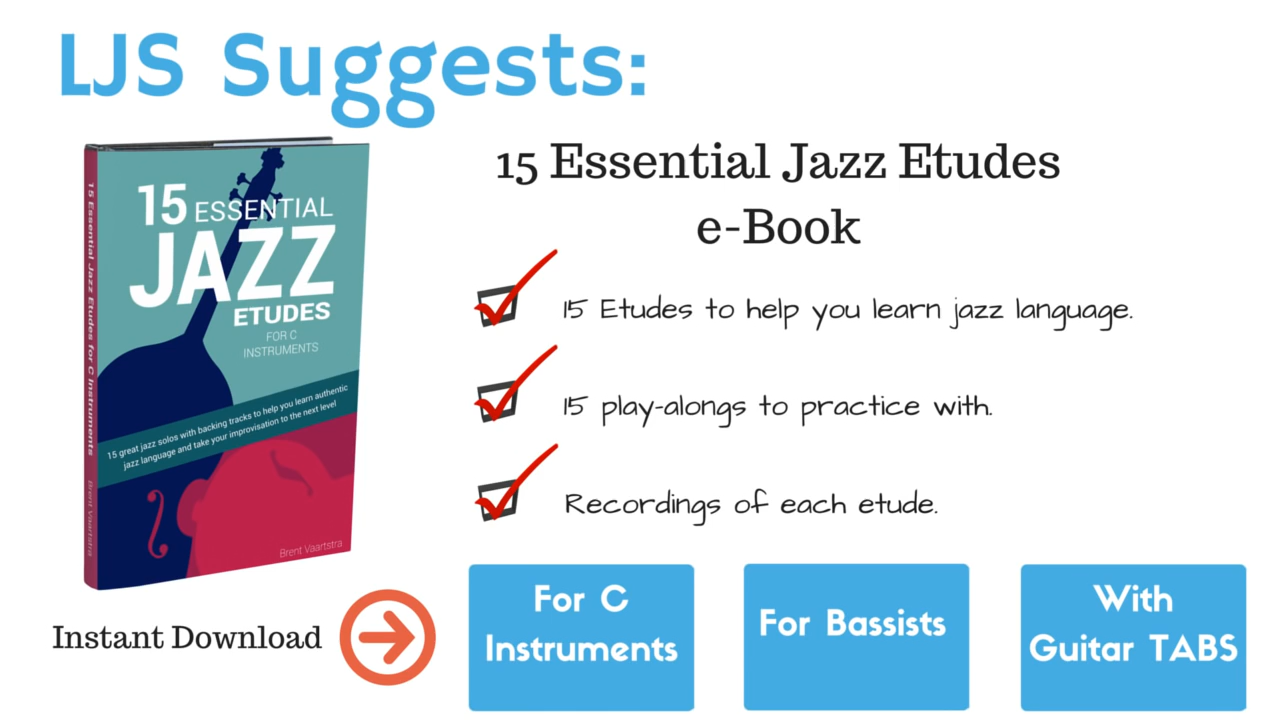 LJS Suggests:
15 Essential Jazz Etudes
e-Book
15 ESSENTIAL
JAZZ
ETUDES
FOR C
INSTRUMENTS
15 great jazz solos with backing tracks to help you learn authentic
jazz language and take your improvisation to the next level
Brent Vaartstra
15 Essential Jazz Etudes for C Instruments
Brent Vaartstra
15 Etudes to help you learn jazz language.
15 play-alongs to practice with.
Recordings of each etude.
Instant Download
For C
Instruments
For Bassists
With
Guitar TABS